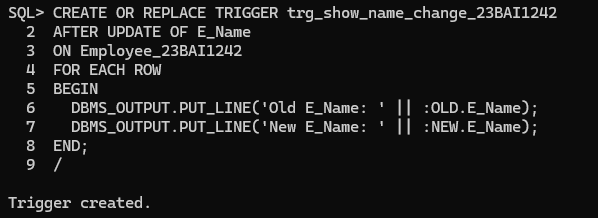 SQL> CREATE OR REPLACE TRIGGER trg_show_name_change_23BAI1242
  2  AFTER UPDATE OF E_Name
  3  ON Employee_23BAI1242
  4  FOR EACH ROW
  5  BEGIN
  6    DBMS_OUTPUT.PUT_LINE('Old E_Name: ' || :OLD.E_Name);
  7    DBMS_OUTPUT.PUT_LINE('New E_Name: ' || :NEW.E_Name);
  8  END;
  9  /
Trigger created.